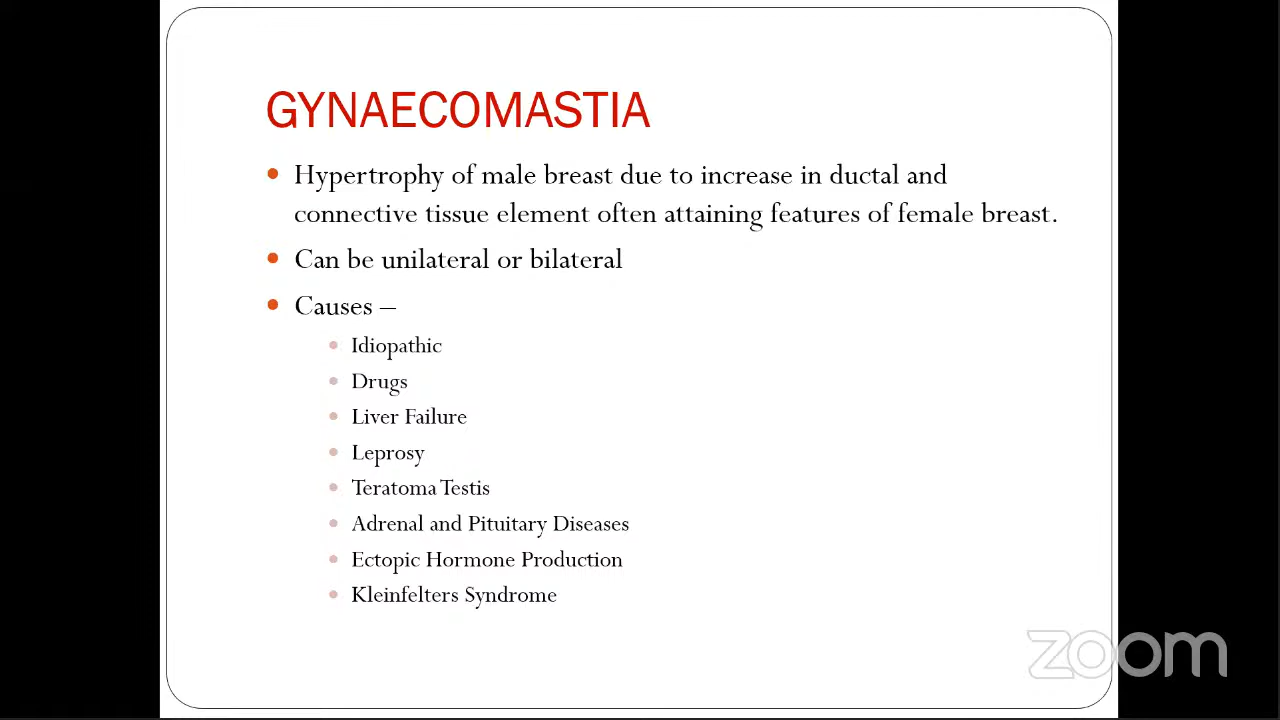 GYNAECOMASTIA
• Hypertrophy of male breast due to increase in ductal and
connective tissue element often attaining features of female breast.
• Can be unilateral or bilateral
• Causes –
• Idiopathic
• Drugs
• Liver Failure
• Leprosy
• Teratoma Testis
• Adrenal and Pituitary Diseases
• Ectopic Hormone Production
• Kleinfelters Syndrome
zoom